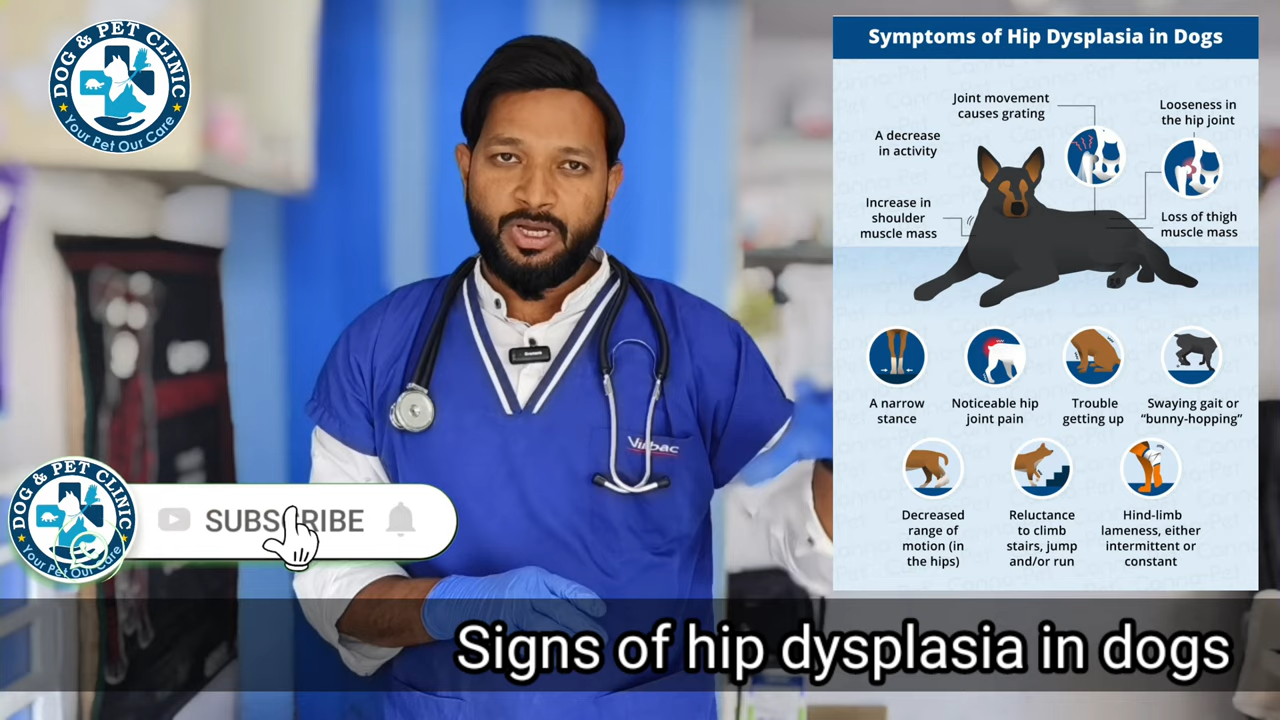 DOG & PET CLINIC
Your Pet Our Care
Symptoms of Hip Dysplasia in Dogs
Joint movement
causes grating
Looseness in
the hip joint
A decrease
in activity
Increase in
shoulder
muscle mass
Loss of thigh
muscle mass
A narrow
stance
Noticeable hip
joint pain
Trouble
getting up
Swaying gait or
“bunny-hopping”
Decreased
range of
motion (in
the hips)
Reluctance
to climb
stairs, jump
and/or run
Hind-limb
lameness, either
intermittent or
constant
Virbac
DOG & PET CLINIC
Your Pet Our Care
SUBSCRIBE
Signs of hip dysplasia in dogs